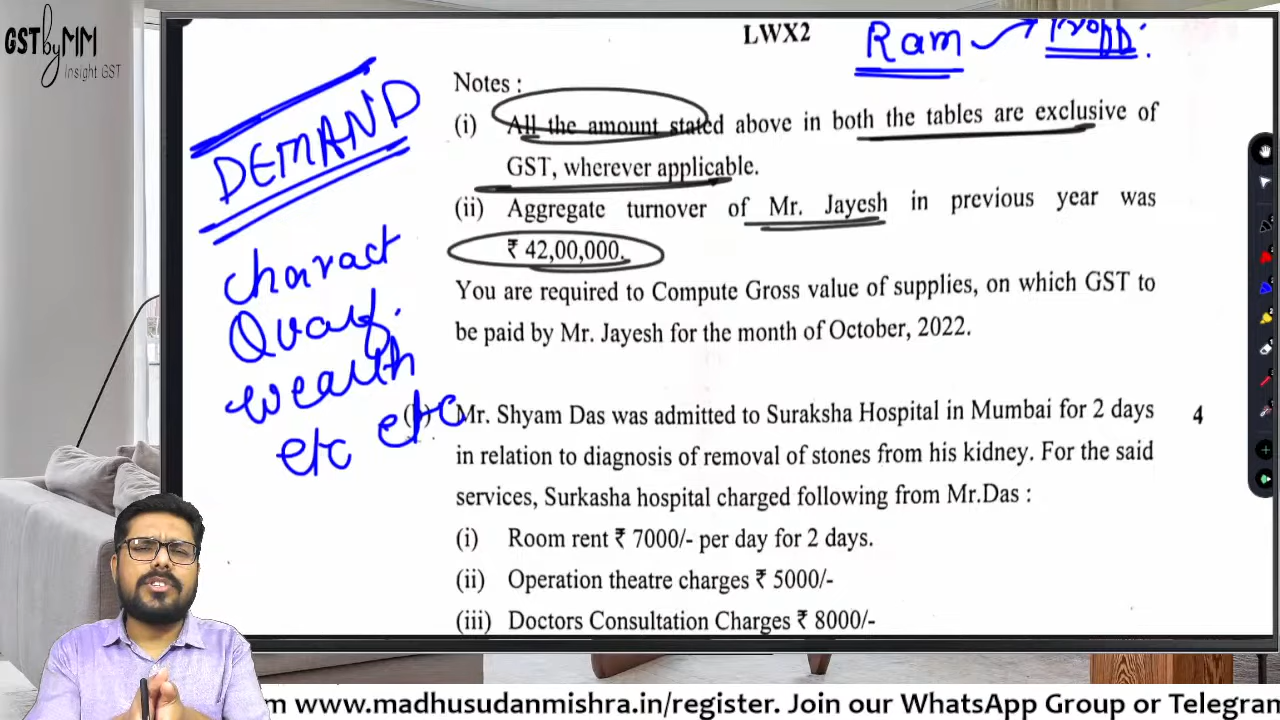 GST by MM
Insight GST
LWX2
Ram
DEMAND
charact
Qualf.
wealth
etc etc
Notes :
(i) All the amount stated above in both the tables are exclusive of
GST, wherever applicable.
(ii) Aggregate turnover of Mr. Jayesh in previous year was
₹ 42,00,000.
You are required to Compute Gross value of supplies, on which GST to
be paid by Mr. Jayesh for the month of October, 2022.
Mr. Shyam Das was admitted to Suraksha Hospital in Mumbai for 2 days 4
in relation to diagnosis of removal of stones from his kidney. For the said
services, Surkasha hospital charged following from Mr.Das :
(i) Room rent ₹ 7000/- per day for 2 days.
(ii) Operation theatre charges ₹ 5000/-
(iii) Doctors Consultation Charges ₹ 8000/-
www.madhusudanmishra.in/register. Join our WhatsApp Group or Telegran